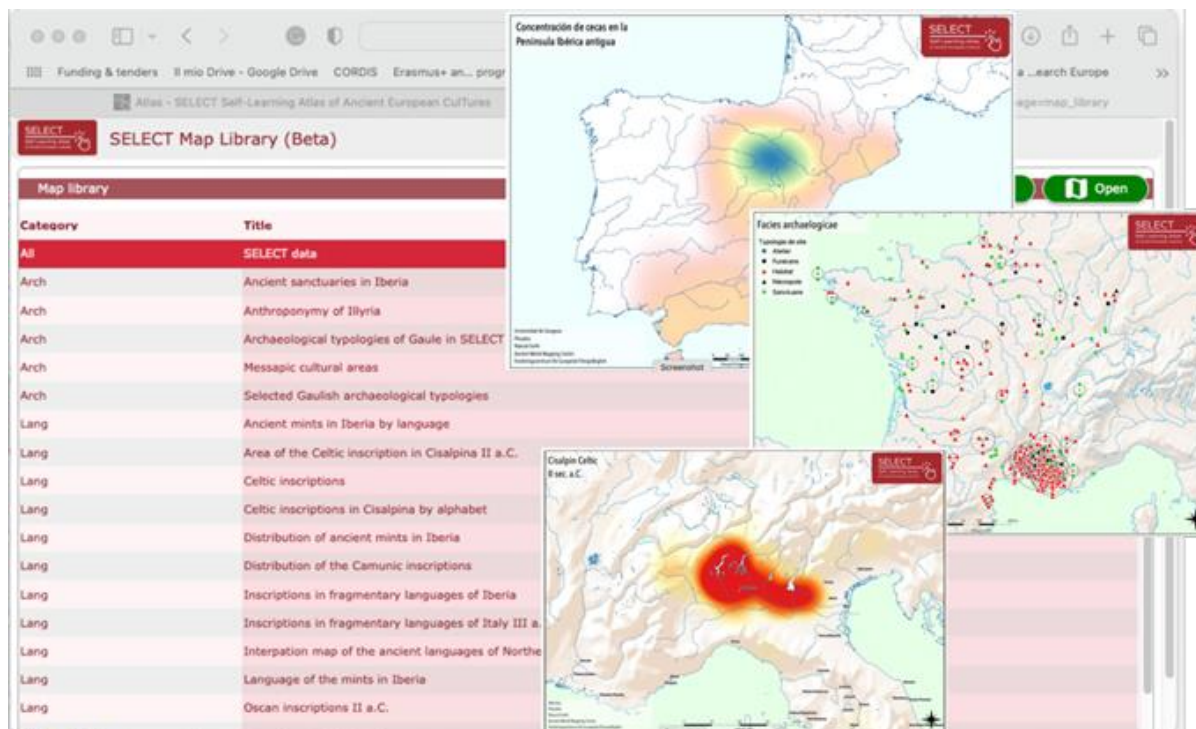 Funding & tenders Il mio Drive - Google Drive CORDIS Erasmus+ an... progr
a ...earch Europe
Atlas - SELECT Self-Learning Atlas of Ancient European CulTures
age=map_library
SELECT
SELECT Map Library (Beta)
Map library
Open
Category Title
All SELECT data
Arch Ancient sanctuaries in Iberia
Arch Anthroponymy of Illyria
Arch Archaeological typologies of Gaule in SELECT
Arch Messapic cultural areas
Arch Selected Gaulish archaeological typologies
Lang Ancient mints in Iberia by language
Lang Area of the Celtic inscription in Cisalpina II a.C.
Lang Celtic inscriptions
Lang Celtic inscriptions in Cisalpina by alphabet
Lang Distribution of ancient mints in Iberia
Lang Distribution of the Camunic inscriptions
Lang Inscriptions in fragmentary languages of Iberia
Lang Inscriptions in fragmentary languages of Italy III a.
Lang Interpation map of the ancient languages of Northe
Lang Language of the mints in Iberia
Lang Oscan inscriptions II a.C.
Concentración de cecas en la
Península Ibérica antigua
SELECT
Screenshot
Facies archaelogicae
SELECT
Typologie de site
Atelier
Funéraire
Habitat
Nécropole
Sanctuaire
Cisalpin Celtic
II sec. a.C.
SELECT